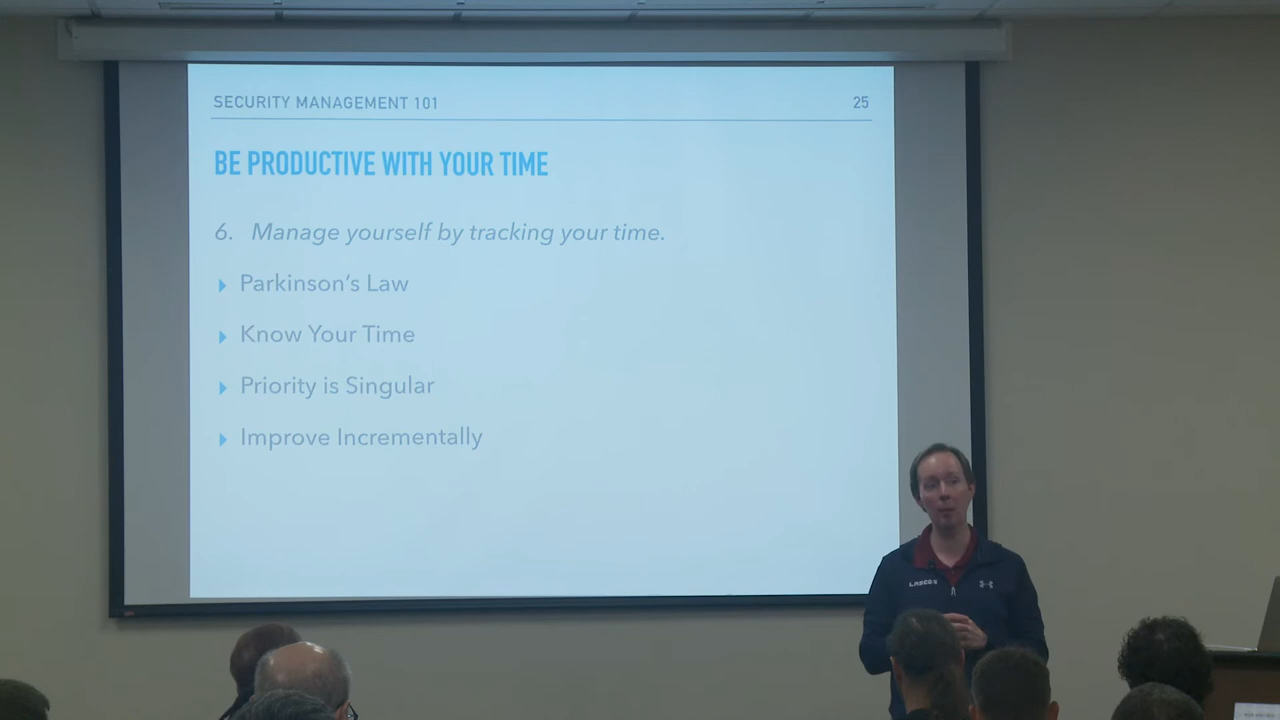 SECURITY MANAGEMENT 101
25
BE PRODUCTIVE WITH YOUR TIME
6. Manage yourself by tracking your time.
Parkinson's Law
Know Your Time
Priority is Singular
Improve Incrementally
LASCON